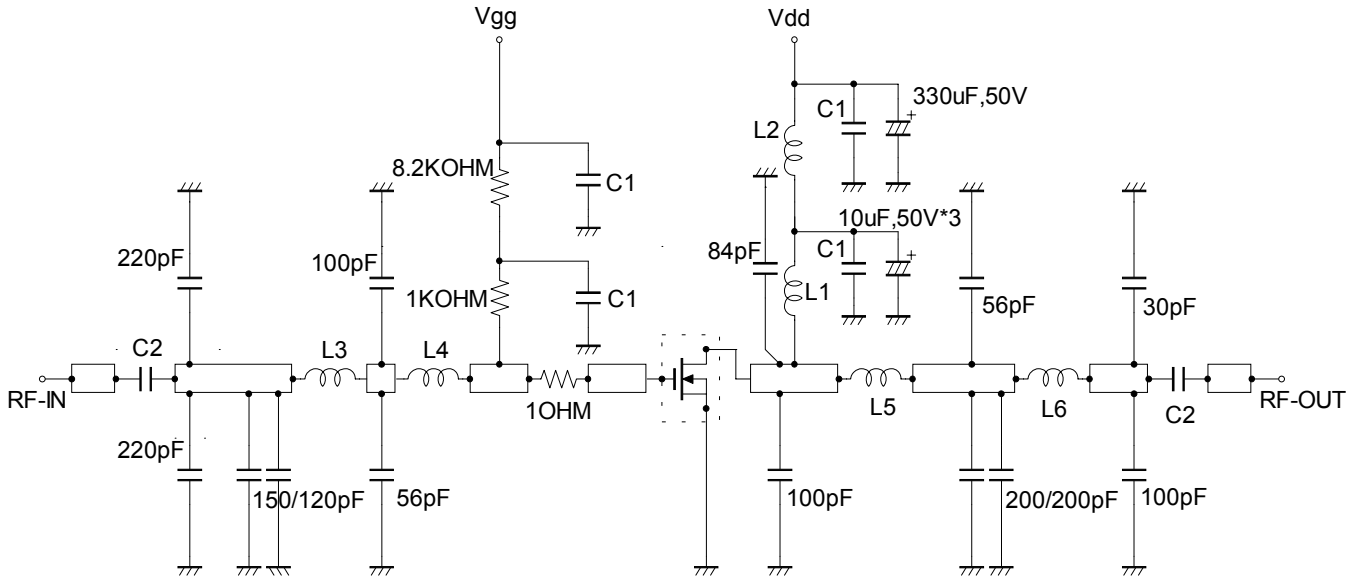 Vgg
Vdd
330uF,50V
C1
L2
8.2KOHM
C1
10uF,50V*3
220pF
100pF
84pF
C1
56pF
30pF
1KOHM
C1
L1
C2
L3
L4
RF-IN
1OHM
L5
L6
C2
RF-OUT
220pF
150/120pF
56pF
100pF
200/200pF
100pF